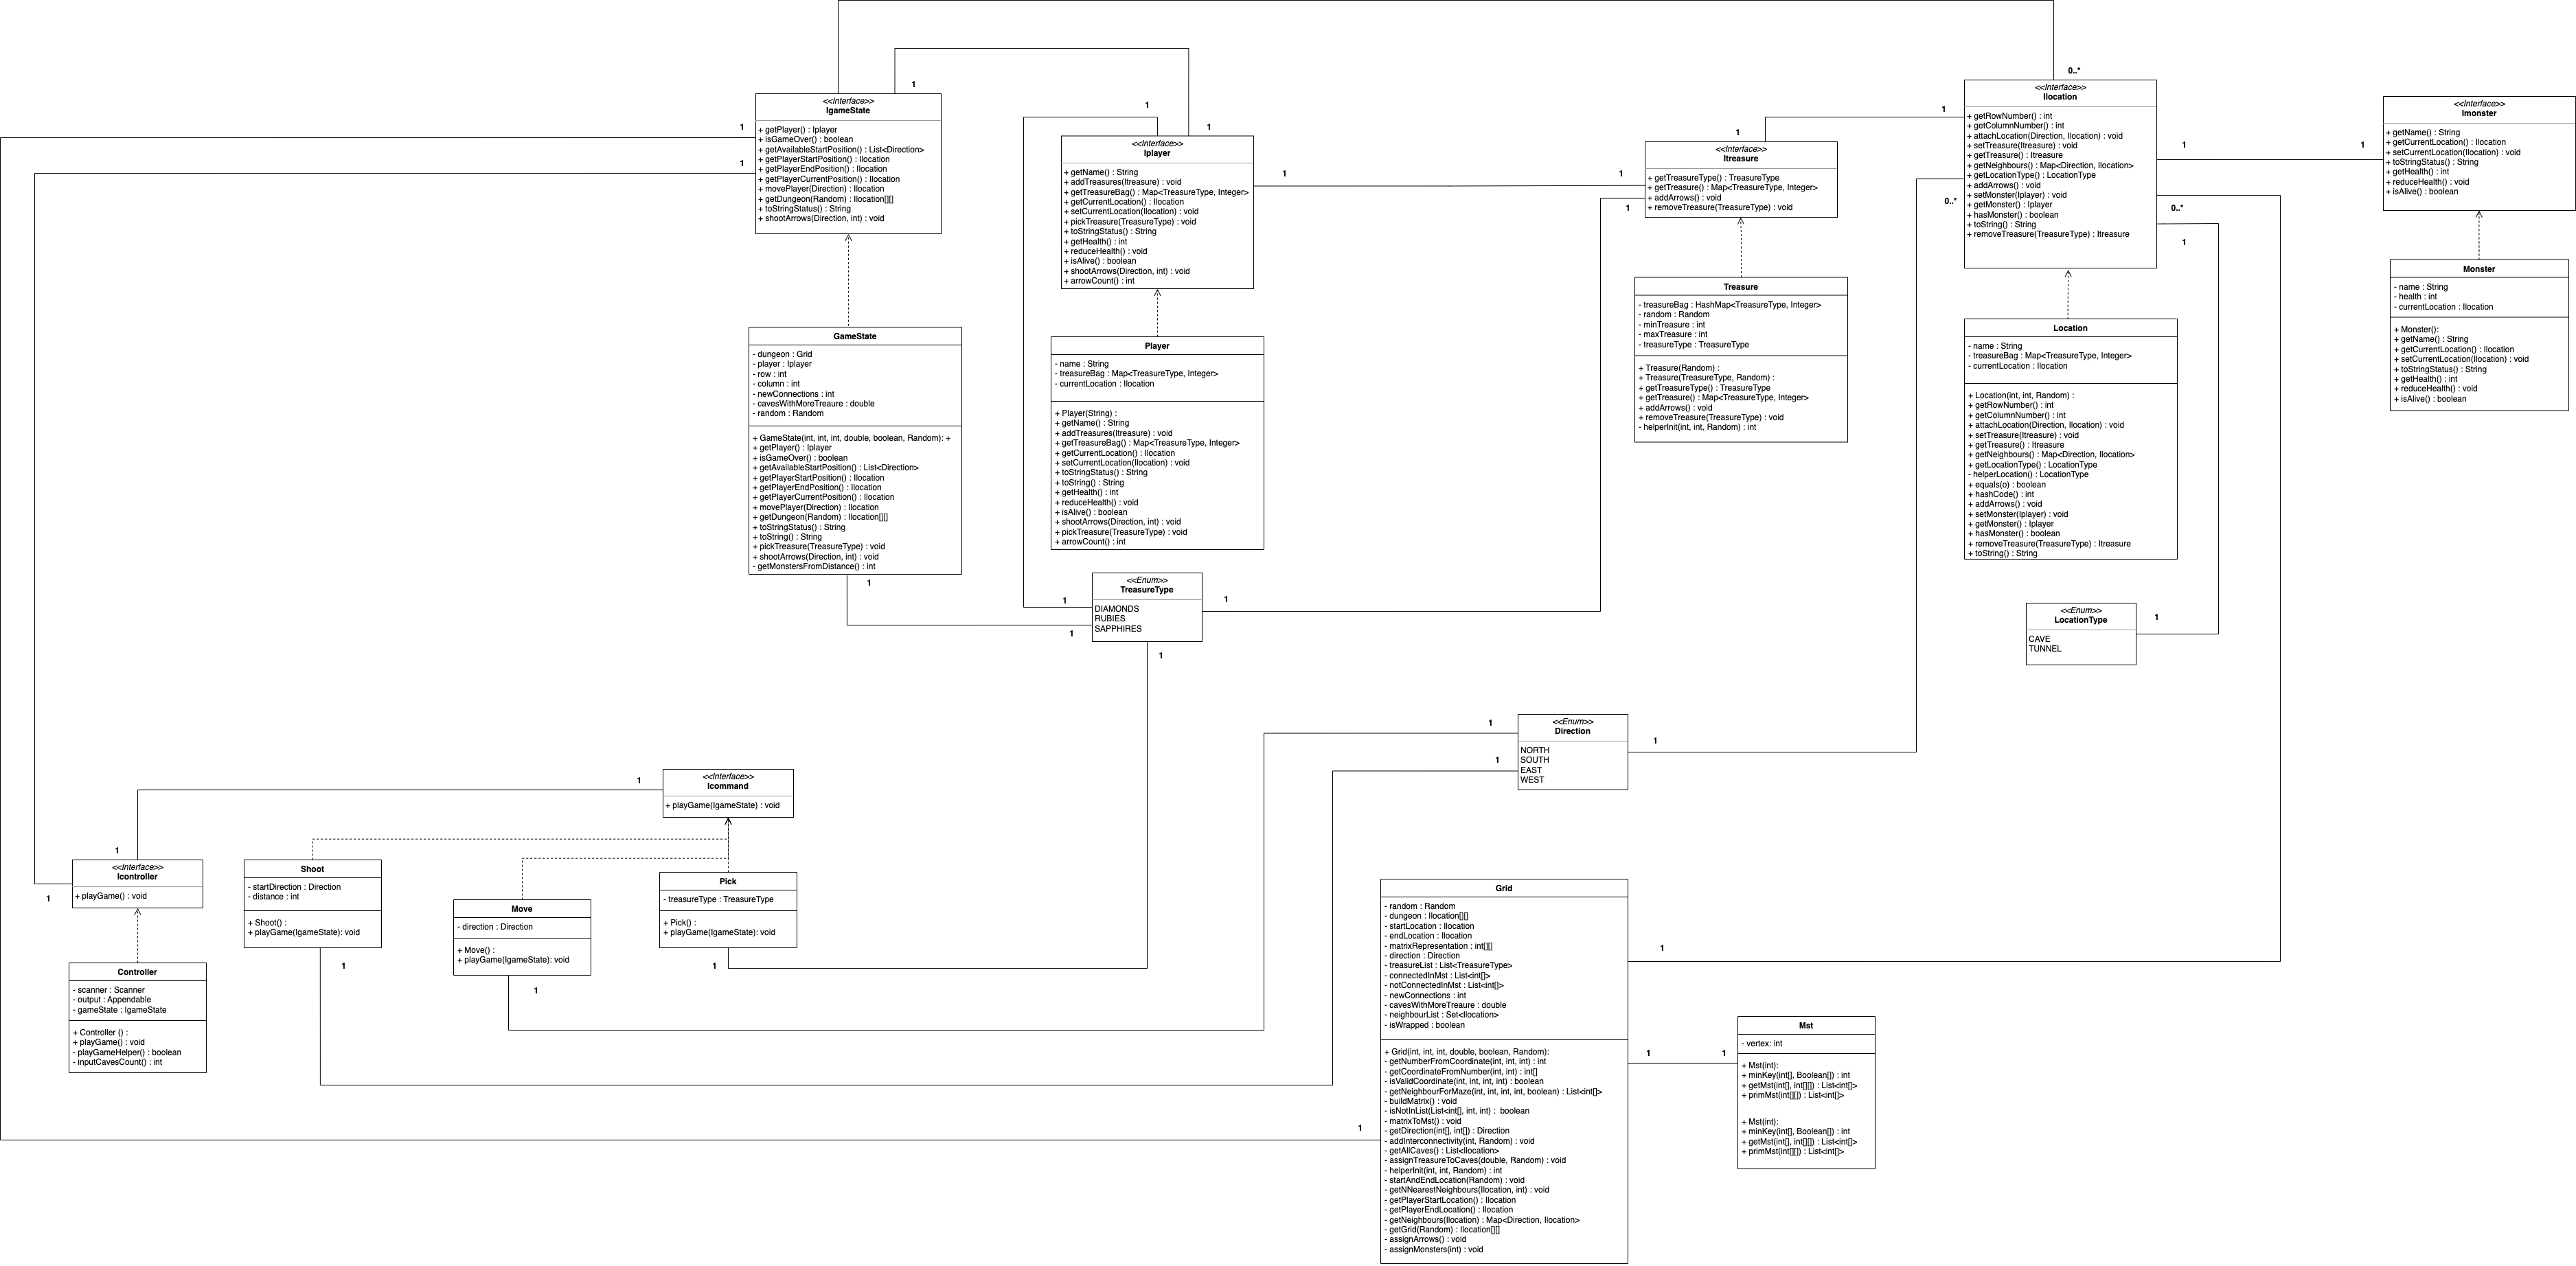 0..*
1
<<Interface>>
IgameState
+ getPlayer() : Iplayer
+ isGameOver() : boolean
+ getAvailableStartPosition() : List<Direction>
+ getPlayerStartPosition() : Ilocation
+ getPlayerEndPosition() : Ilocation
+ getPlayerCurrentPosition() : Ilocation
+ movePlayer(Direction) : Ilocation
+ getDungeon(Random) : Ilocation[][]
+ toStringStatus() : String
+ shootArrows(Direction, int) : void
1
1
1
1
<<Interface>>
Iplayer
+ getName() : String
+ addTreasures(Itreasure) : void
+ getTreasureBag() : Map<TreasureType, Integer>
+ getCurrentLocation() : Ilocation
+ setCurrentLocation(Ilocation) : void
+ pickTreasure(TreasureType) : void
+ toStringStatus() : String
+ getHealth() : int
+ reduceHealth() : void
+ isAlive() : boolean
+ shootArrows(Direction, int) : void
+ arrowCount() : int
1
1
1
1
1
<<Interface>>
Itreasure
+ getTreasureType() : TreasureType
+ getTreasure() : Map<TreasureType, Integer>
+ addArrows() : void
+ removeTreasure(TreasureType) : void
<<Interface>>
Ilocation
+ getRowNumber() : int
+ getColumnNumber() : int
+ attachLocation(Direction, Ilocation) : void
+ setTreasure(Itreasure) : void
+ getTreasure() : Itreasure
+ getNeighbours() : Map<Direction, Ilocation>
+ getLocationType() : LocationType
+ addArrows() : void
+ setMonster(Iplayer) : void
+ getMonster() : Iplayer
+ hasMonster() : boolean
+ toString() : String
+ removeTreasure(TreasureType) : Itreasure
0..*
1
1
0..*
1
<<Interface>>
Imonster
+ getName() : String
+ getCurrentLocation() : Ilocation
+ setCurrentLocation(Ilocation) : void
+ toStringStatus() : String
+ getHealth() : int
+ reduceHealth() : void
+ isAlive() : boolean
Monster
- name : String
- health : int
- currentLocation : Ilocation
+ Monster():
+ getName() : String
+ getCurrentLocation() : Ilocation
+ setCurrentLocation(Ilocation) : void
+ toStringStatus() : String
+ getHealth() : int
+ reduceHealth() : void
+ isAlive() : boolean
Treasure
- treasureBag : HashMap<TreasureType, Integer>
- random : Random
- minTreasure : int
- maxTreasure : int
- treasureType : TreasureType
+ Treasure(Random) :
+ Treasure(TreasureType, Random) :
+ getTreasureType() : TreasureType
+ getTreasure() : Map<TreasureType, Integer>
+ addArrows() : void
+ removeTreasure(TreasureType) : void
- helperInit(int, int, Random) : int
Location
- name : String
- treasureBag : Map<TreasureType, Integer>
- currentLocation : Ilocation
+ Location(int, int, Random) :
+ getRowNumber() : int
+ getColumnNumber() : int
+ attachLocation(Direction, Ilocation) : void
+ setTreasure(Itreasure) : void
+ getTreasure() : Itreasure
+ getNeighbours() : Map<Direction, Ilocation>
+ getLocationType() : LocationType
- helperLocation() : LocationType
+ equals(o) : boolean
+ hashCode() : int
+ addArrows() : void
+ setMonster(Iplayer) : void
+ getMonster() : Iplayer
+ hasMonster() : boolean
+ removeTreasure(TreasureType) : Itreasure
+ toString() : String
GameState
- dungeon : Grid
- player : Iplayer
- row : int
- column : int
- newConnections : int
- cavesWithMoreTreaure : double
- random : Random
+ GameState(int, int, int, double, boolean, Random): +
+ getPlayer() : Iplayer
+ isGameOver() : boolean
+ getAvailableStartPosition() : List<Direction>
+ getPlayerStartPosition() : Ilocation
+ getPlayerEndPosition() : Ilocation
+ getPlayerCurrentPosition() : Ilocation
+ movePlayer(Direction) : Ilocation
+ getDungeon(Random) : Ilocation[][]
+ toStringStatus() : String
+ toString() : String
+ pickTreasure(TreasureType) : void
+ shootArrows(Direction, int) : void
- getMonstersFromDistance() : int
1
Player
- name : String
- treasureBag : Map<TreasureType, Integer>
- currentLocation : Ilocation
+ Player(String) :
+ getName() : String
+ addTreasures(Itreasure) : void
+ getTreasureBag() : Map<TreasureType, Integer>
+ getCurrentLocation() : Ilocation
+ setCurrentLocation(Ilocation) : void
+ toStringStatus() : String
+ toString() : String
+ getHealth() : int
+ reduceHealth() : void
+ isAlive() : boolean
+ shootArrows(Direction, int) : void
+ pickTreasure(TreasureType) : void
+ arrowCount() : int
<<Enum>>
TreasureType
DIAMONDS
RUBIES
SAPPHIRES
1
1
1
1
<<Enum>>
LocationType
CAVE
TUNNEL
1
<<Enum>>
Direction
NORTH
SOUTH
EAST
WEST
1
1
1
<<Interface>>
Icommand
+ playGame(IgameState) : void
1
1
<<Interface>>
Icontroller
+ playGame() : void
1
Shoot
- startDirection : Direction
- distance : int
+ Shoot() :
+ playGame(IgameState): void
1
Move
- direction : Direction
+ Move() :
+ playGame(IgameState): void
1
Pick
- treasureType : TreasureType
+ Pick() :
+ playGame(IgameState): void
1
Controller
- scanner : Scanner
- output : Appendable
- gameState : IgameState
+ Controller () :
+ playGame() : void
- playGameHelper() : boolean
- inputCavesCount() : int
Grid
- random : Random
- dungeon : Ilocation[][]
- startLocation : Ilocation
- endLocation : Ilocation
- matrixRepresentation : int[][]
- direction : Direction
- treasureList : List<TreasureType>
- connectedInMst : List<int[]>
- notConnectedInMst : List<int[]>
- newConnections : int
- cavesWithMoreTreaure : double
- neighbourList : Set<Ilocation>
- isWrapped : boolean
+ Grid(int, int, int, double, boolean, Random):
- getNumberFromCoordinate(int, int, int) : int
- getCoordinateFromNumber(int, int) : int[]
- isValidCoordinate(int, int, int, int) : boolean
- getNeighbourForMaze(int, int, int, int, boolean) : List<int[]>
- buildMatrix() : void
- isNotInList(List<int[], int, int) : boolean
- matrixToMst() : void
- getDirection(int[], int[]) : Direction
- addInterconnectivity(int, Random) : void
- getAllCaves() : List<Ilocation>
- assignTreasureToCaves(double, Random) : void
- helperInit(int, int, Random) : int
- startAndEndLocation(Random) : void
- getNNearestNeighbours(Ilocation, int) : void
- getPlayerStartLocation() : Ilocation
- getPlayerEndLocation() : Ilocation
- getNeighbours(Ilocation) : Map<Direction, Ilocation>
- getGrid(Random) : Ilocation[][]
- assignArrows() : void
- assignMonsters(int) : void
1
1
1
1
Mst
- vertex: int
+ Mst(int):
+ minKey(int[], Boolean[]) : int
+ getMst(int[], int[][]) : List<int[]>
+ primMst(int[][]) : List<int[]>
+ Mst(int):
+ minKey(int[], Boolean[]) : int
+ getMst(int[], int[][]) : List<int[]>
+ primMst(int[][]) : List<int[]>